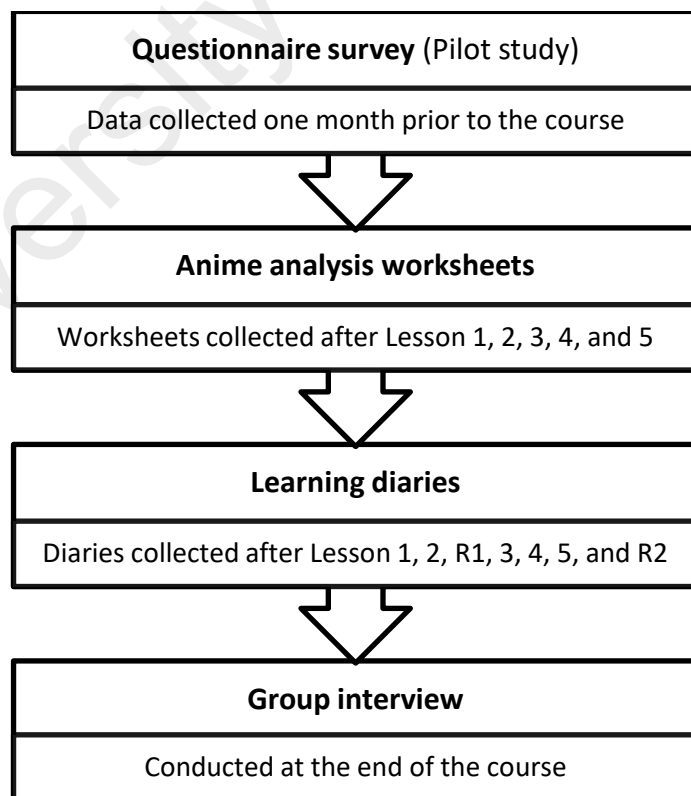 Questionnaire survey (Pilot study)
Data collected one month prior to the course
Anime analysis worksheets
Worksheets collected after Lesson 1, 2, 3, 4, and 5
Learning diaries
Diaries collected after Lesson 1, 2, R1, 3, 4, 5, and R2
Group interview
Conducted at the end of the course